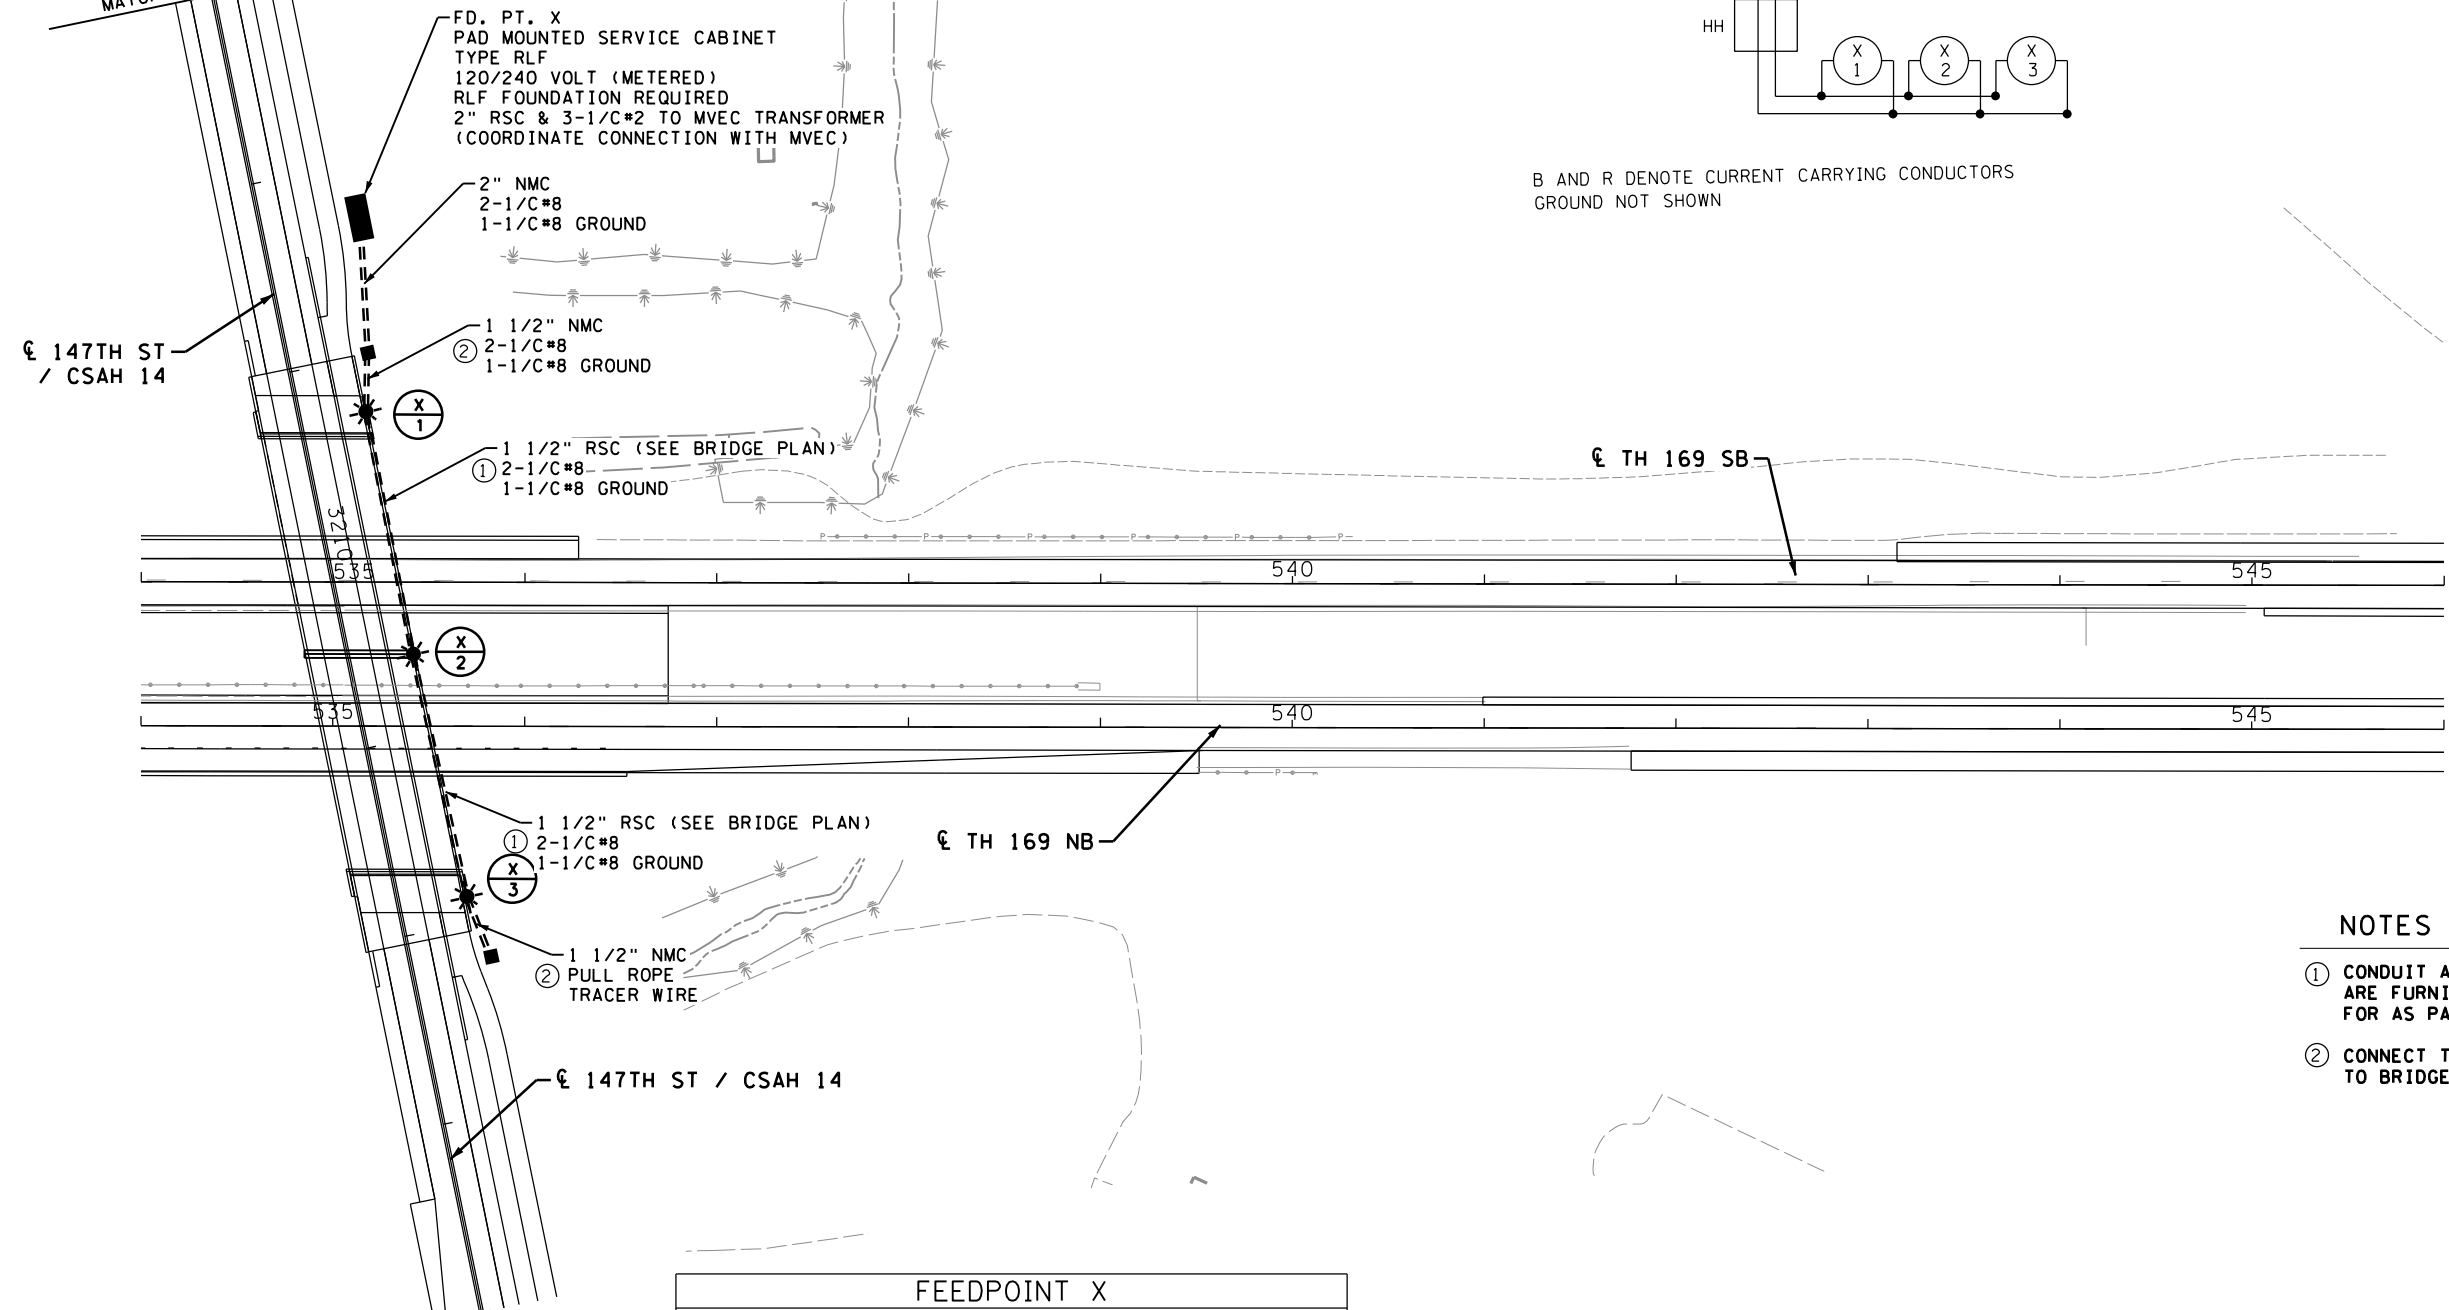 FD. PT. X
PAD MOUNTED SERVICE CABINET
TYPE RLF
120/240 VOLT (METERED)
RLF FOUNDATION REQUIRED
2" RSC & 3-1/C#2 TO MVEC TRANSFORMER
(COORDINATE CONNECTION WITH MVEC)
HH
X
1
X
2
X
3
B AND R DENOTE CURRENT CARRYING CONDUCTORS
GROUND NOT SHOWN
2" NMC
2-1/C#8
1-1/C#8 GROUND
℄ 147TH ST
/ CSAH 14
1 1/2" NMC
② 2-1/C#8
1-1/C#8 GROUND
X
1
1 1/2" RSC (SEE BRIDGE PLAN)
① 2-1/C#8
1-1/C#8 GROUND
℄ TH 169 SB
3210
P P P P P P
535 540 545
X
2
535 540 545
P
1 1/2" RSC (SEE BRIDGE PLAN)
① 2-1/C#8
1-1/C#8 GROUND
X
3
℄ TH 169 NB
1 1/2" NMC
② PULL ROPE
TRACER WIRE
℄ 147TH ST / CSAH 14
NOTES
① CONDUIT A
ARE FURNI
FOR AS PA
② CONNECT T
TO BRIDGE
FEEDPOINT X